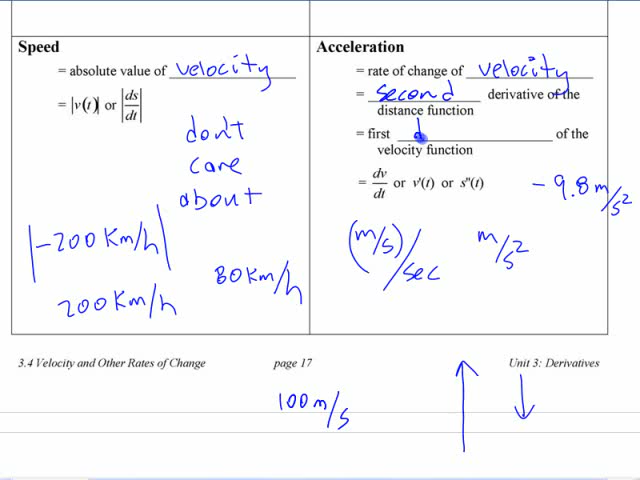 Speed
= absolute value of velocity
= |v(t)| or |ds/dt|
don't
care
about
|-200 Km/h|
80 Km/h
200 Km/h
Acceleration
= rate of change of velocity
= second derivative of the
distance function
= first d of the
velocity function
= dv/dt or v'(t) or s''(t)
- 9.8 m/s²
(m/s)/sec
m/s²
3.4 Velocity and Other Rates of Change page 17 Unit 3: Derivatives
100 m/s